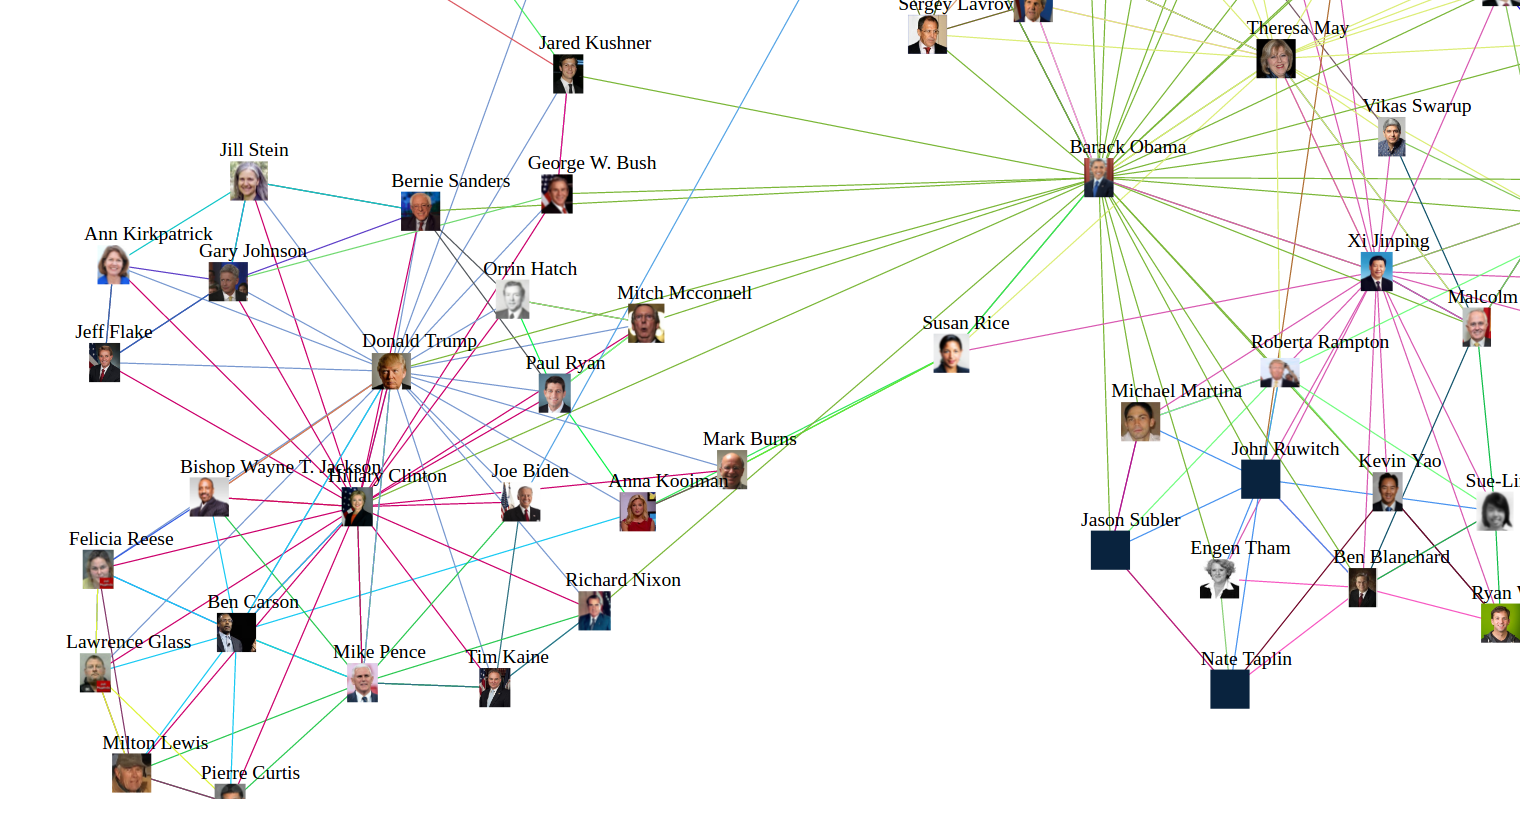 Sergey Lavrov
Theresa May
Jared Kushner
Vikas Swarup
Jill Stein
Barack Obama
George W. Bush
Bernie Sanders
Ann Kirkpatrick
Gary Johnson
Xi Jinping
Orrin Hatch
Mitch Mcconnell
Malcolm
Susan Rice
Jeff Flake
Donald Trump
Roberta Rampton
Paul Ryan
Michael Martina
Mark Burns
John Ruwitch
Kevin Yao
Bishop Wayne T. Jackson
Hillary Clinton
Joe Biden
Anna Kooiman
Jason Subler
Felicia Reese
Engen Tham
Ben Blanchard
Richard Nixon
Ben Carson
Lawrence Glass
Mike Pence
Tim Kaine
Nate Taplin
Milton Lewis
Pierre Curtis
Ryan